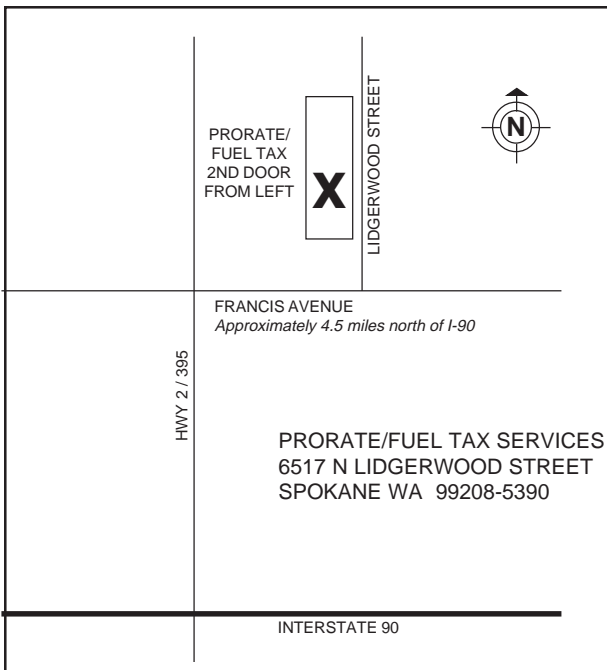 PRORATE/
FUEL TAX
2ND DOOR
FROM LEFT
X
LIDGERWOOD STREET
N
FRANCIS AVENUE
Approximately 4.5 miles north of I-90
HWY 2 / 395
PRORATE/FUEL TAX SERVICES
6517 N LIDGERWOOD STREET
SPOKANE WA  99208-5390
INTERSTATE 90